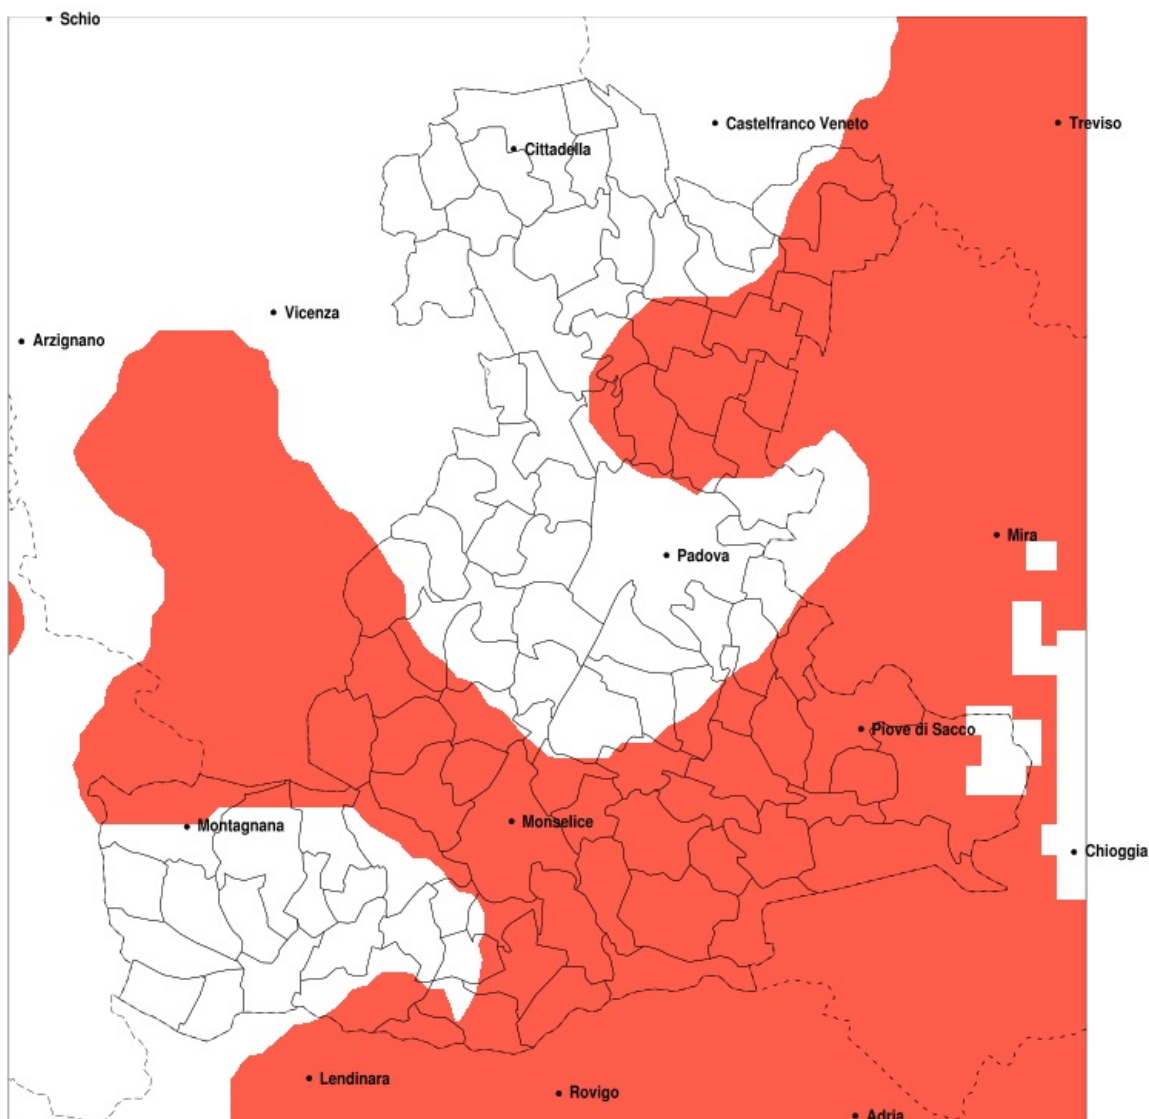 Schio
Castelfranco Veneto
Treviso
Cittadella
Vicenza
Arzignano
Mira
Padova
Piove di Sacco
Monselice
Montagnana
Chioggia
Lendinara
Rovigo
Adria